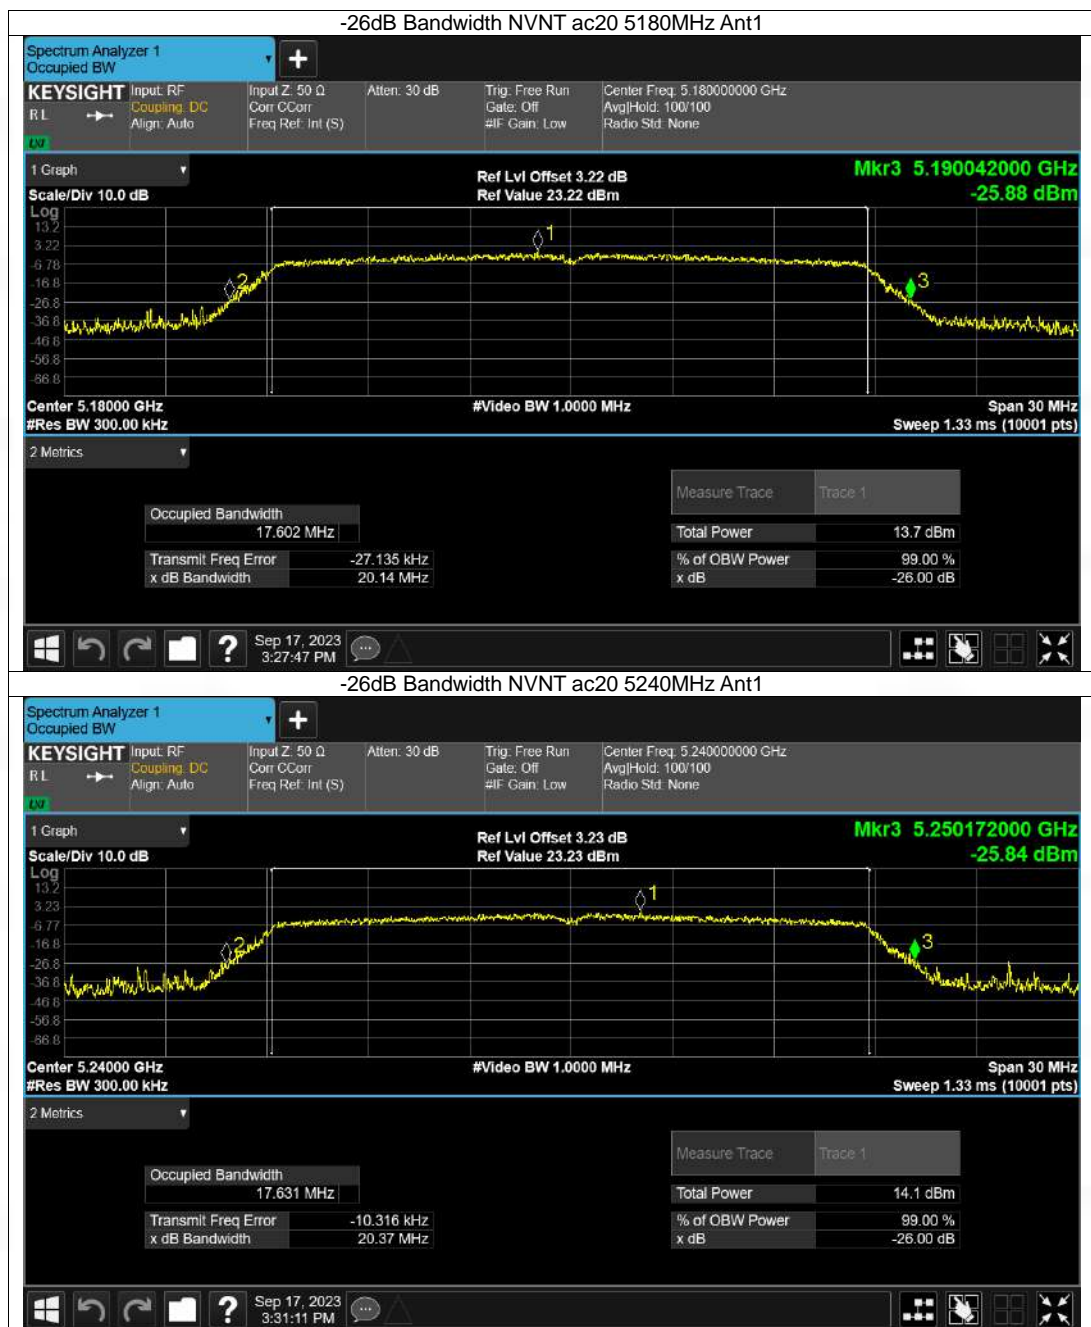 -26dB Bandwidth NVNT ac20 5180MHz Ant1
Spectrum Analyzer 1
Occupied BW
KEYSIGHT Input: RF Input Z: 50 Ω Atten: 30 dB Trig: Free Run Center Freq: 5.180000000 GHz
RL Coupling: DC Corr CCorr Gate: Off Avg|Hold: 100/100
Align: Auto Freq Ref: Int (S) #IF Gain: Low Radio Std: None
LXI
1 Graph Ref Lvl Offset 3.22 dB Mkr3 5.190042000 GHz
Scale/Div 10.0 dB Ref Value 23.22 dBm -25.88 dBm
Log
13.2
3.22
-6.78
-16.8
-26.8
-36.8
-46.8
-56.8
-66.8
1
2
3
Center 5.18000 GHz #Video BW 1.0000 MHz Span 30 MHz
#Res BW 300.00 kHz Sweep 1.33 ms (10001 pts)
2 Metrics
Measure Trace Trace 1
Occupied Bandwidth
17.602 MHz Total Power 13.7 dBm
Transmit Freq Error -27.135 kHz % of OBW Power 99.00 %
x dB Bandwidth 20.14 MHz x dB -26.00 dB
Sep 17, 2023
3:27:47 PM
-26dB Bandwidth NVNT ac20 5240MHz Ant1
Spectrum Analyzer 1
Occupied BW
KEYSIGHT Input: RF Input Z: 50 Ω Atten: 30 dB Trig: Free Run Center Freq: 5.240000000 GHz
RL Coupling: DC Corr CCorr Gate: Off Avg|Hold: 100/100
Align: Auto Freq Ref: Int (S) #IF Gain: Low Radio Std: None
LXI
1 Graph Ref Lvl Offset 3.23 dB Mkr3 5.250172000 GHz
Scale/Div 10.0 dB Ref Value 23.23 dBm -25.84 dBm
Log
13.2
3.23
-6.77
-16.8
-26.8
-36.8
-46.8
-56.8
-66.8
1
2
3
Center 5.24000 GHz #Video BW 1.0000 MHz Span 30 MHz
#Res BW 300.00 kHz Sweep 1.33 ms (10001 pts)
2 Metrics
Measure Trace Trace 1
Occupied Bandwidth
17.631 MHz Total Power 14.1 dBm
Transmit Freq Error -10.316 kHz % of OBW Power 99.00 %
x dB Bandwidth 20.37 MHz x dB -26.00 dB
Sep 17, 2023
3:31:11 PM